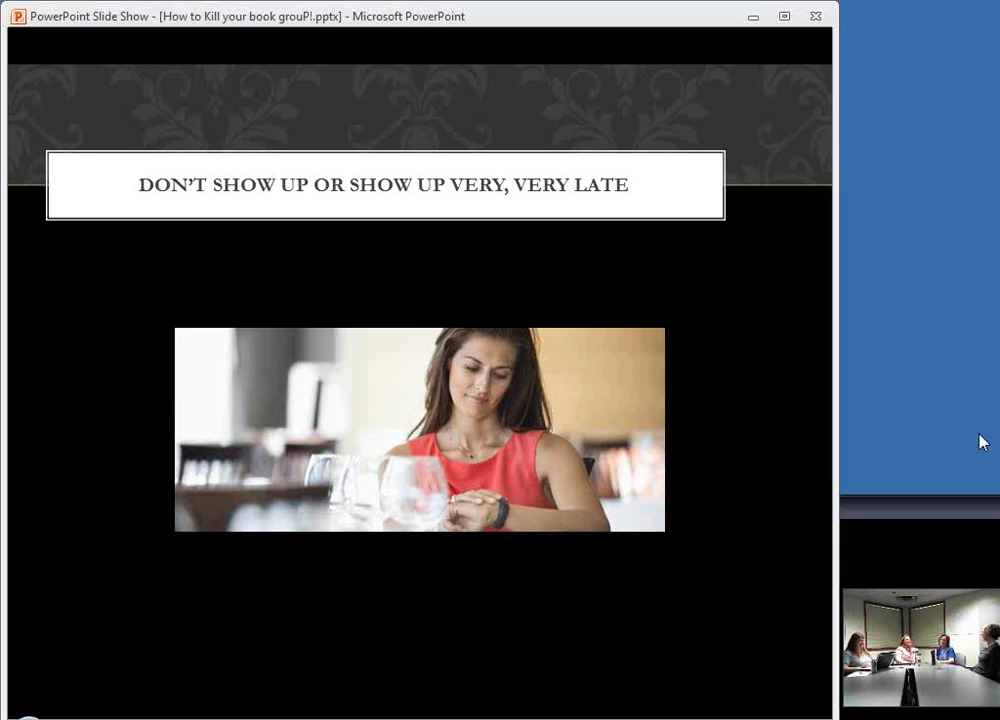 PowerPoint Slide Show - [How to Kill your book grouP!.pptx] - Microsoft PowerPoint
DON'T SHOW UP OR SHOW UP VERY, VERY LATE